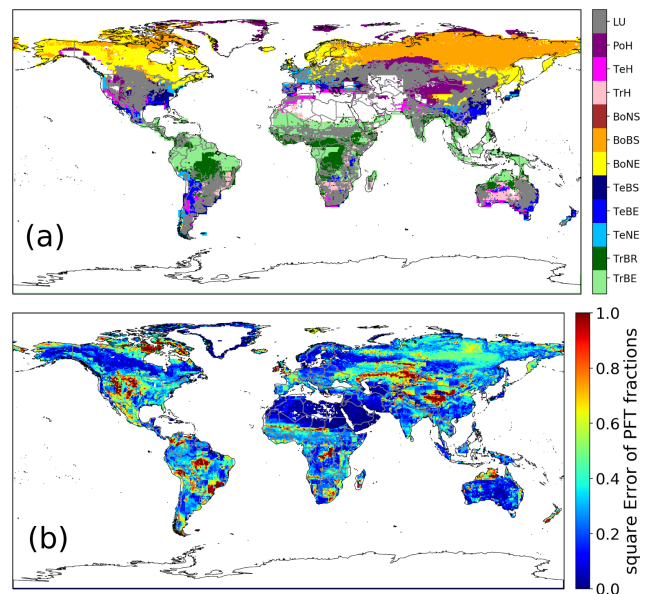 LU
PoH
TeH
TrH
BoNS
BoBS
BoNE
TeBS
TeBE
TeNE
TrBR
TrBE
(a)
1.0
0.8
0.6
0.4
0.2
0.0
square Error of PFT fractions
(b)